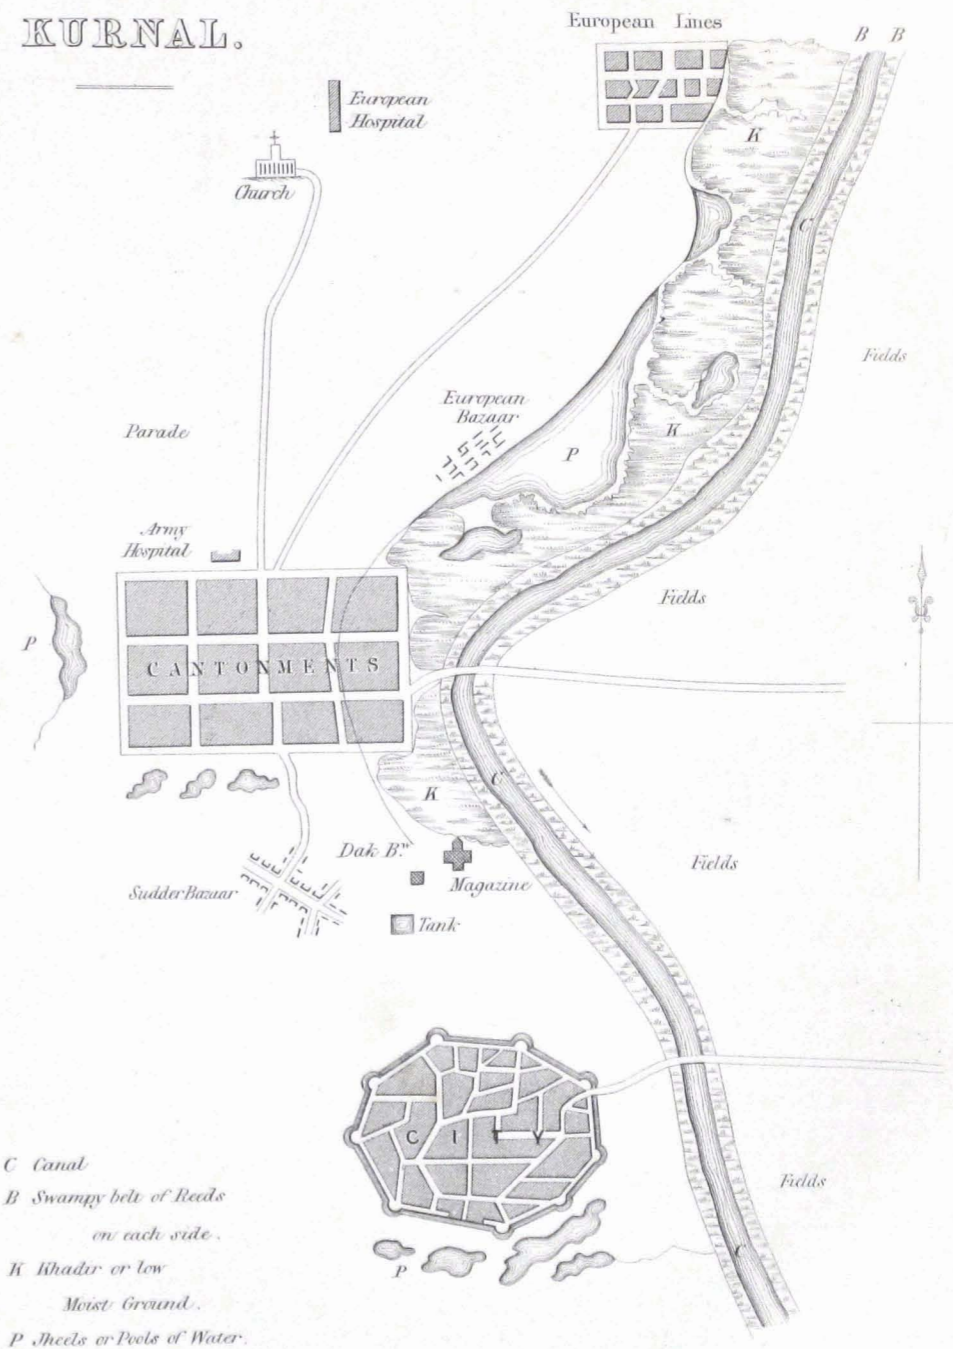 KURNAL.
European Lines
B B
European
Hospital
K
Church
C
Fields
European
Bazaar
Parade
K
P
Army
Hospital
Fields
P
CANTONMENTS
C
K
Dak B.n
Magazine
Fields
Sudder Bazaar
Tank
CITY
C Canal
B Swampy belt of Reeds
on each side.
K Khadir or low
Moist Ground.
P Jheels or Pools of Water.
Fields
P
C